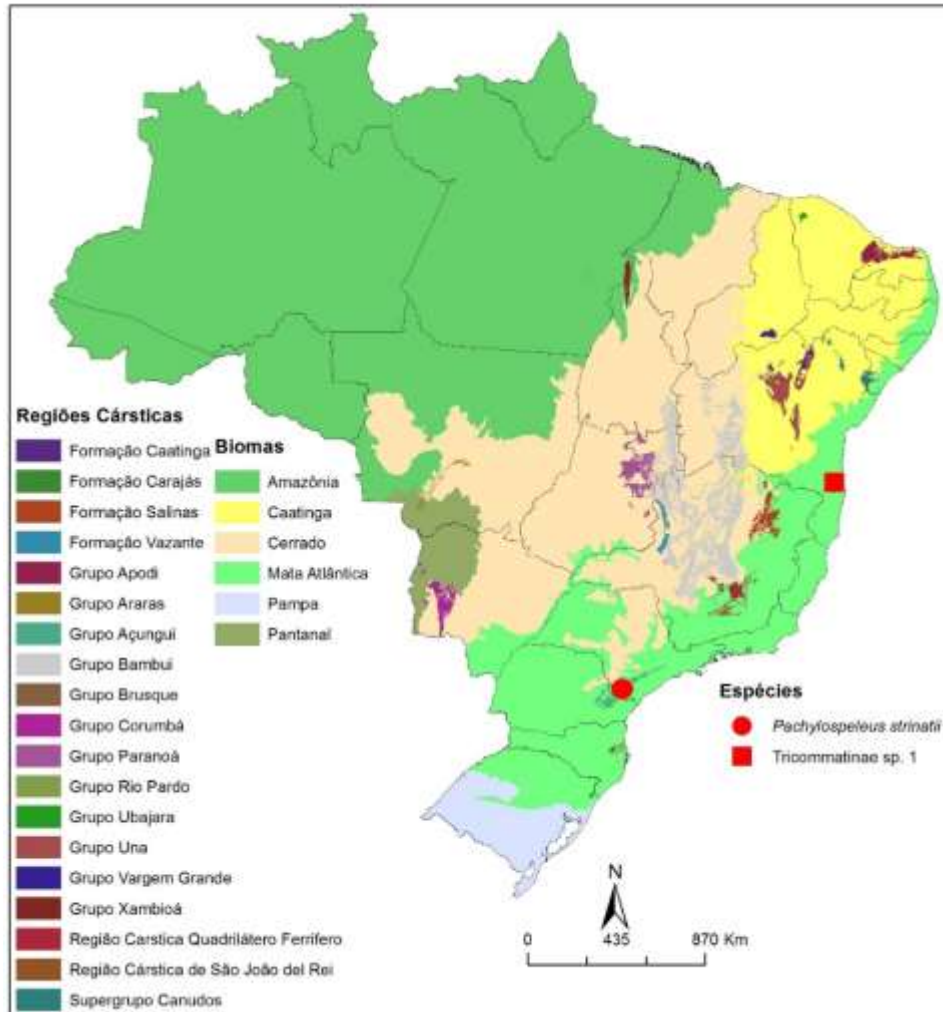 Regiões Cársticas
Formação Caatinga
Formação Carajás
Formação Salinas
Formação Vazante
Grupo Apodi
Grupo Araras
Grupo Açungui
Grupo Bambuí
Grupo Brusque
Grupo Corumbá
Grupo Paranoá
Grupo Rio Pardo
Grupo Ubajara
Grupo Una
Grupo Vargem Grande
Grupo Xambioá
Região Carstica Quadrilátero Ferrífero
Região Cárstica de São João del Rei
Supergrupo Canudos
Biomas
Amazônia
Caatinga
Cerrado
Mata Atlântica
Pampa
Pantanal
Espécies
Pachylospeleus strinatii
Tricommatinae sp. 1
N
0 435 870 Km